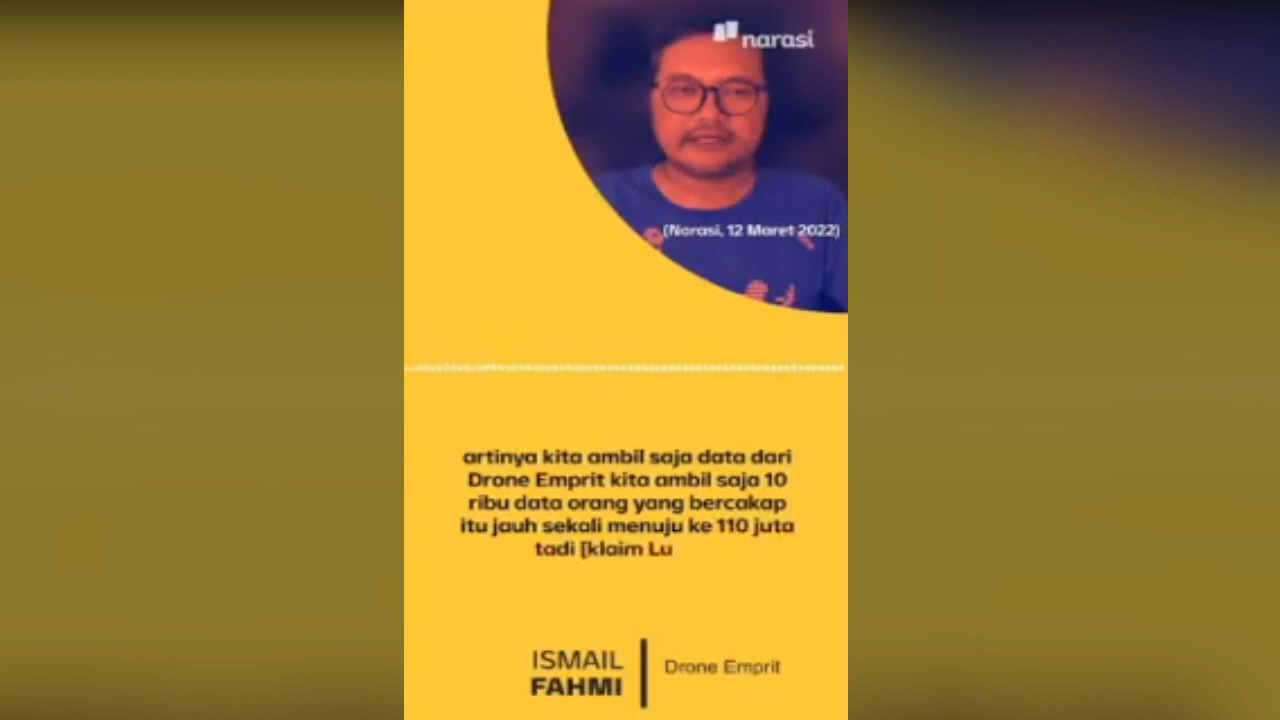 narasi
(Narasi, 12 Maret 2022)
artinya kita ambil saja data dari
Drone Emprit kita ambil saja 10
ribu data orang yang bercakap
itu jauh sekali menuju ke 110 juta
tadi [klaim Lu
ISMAIL
FAHMI
Drone Emprit